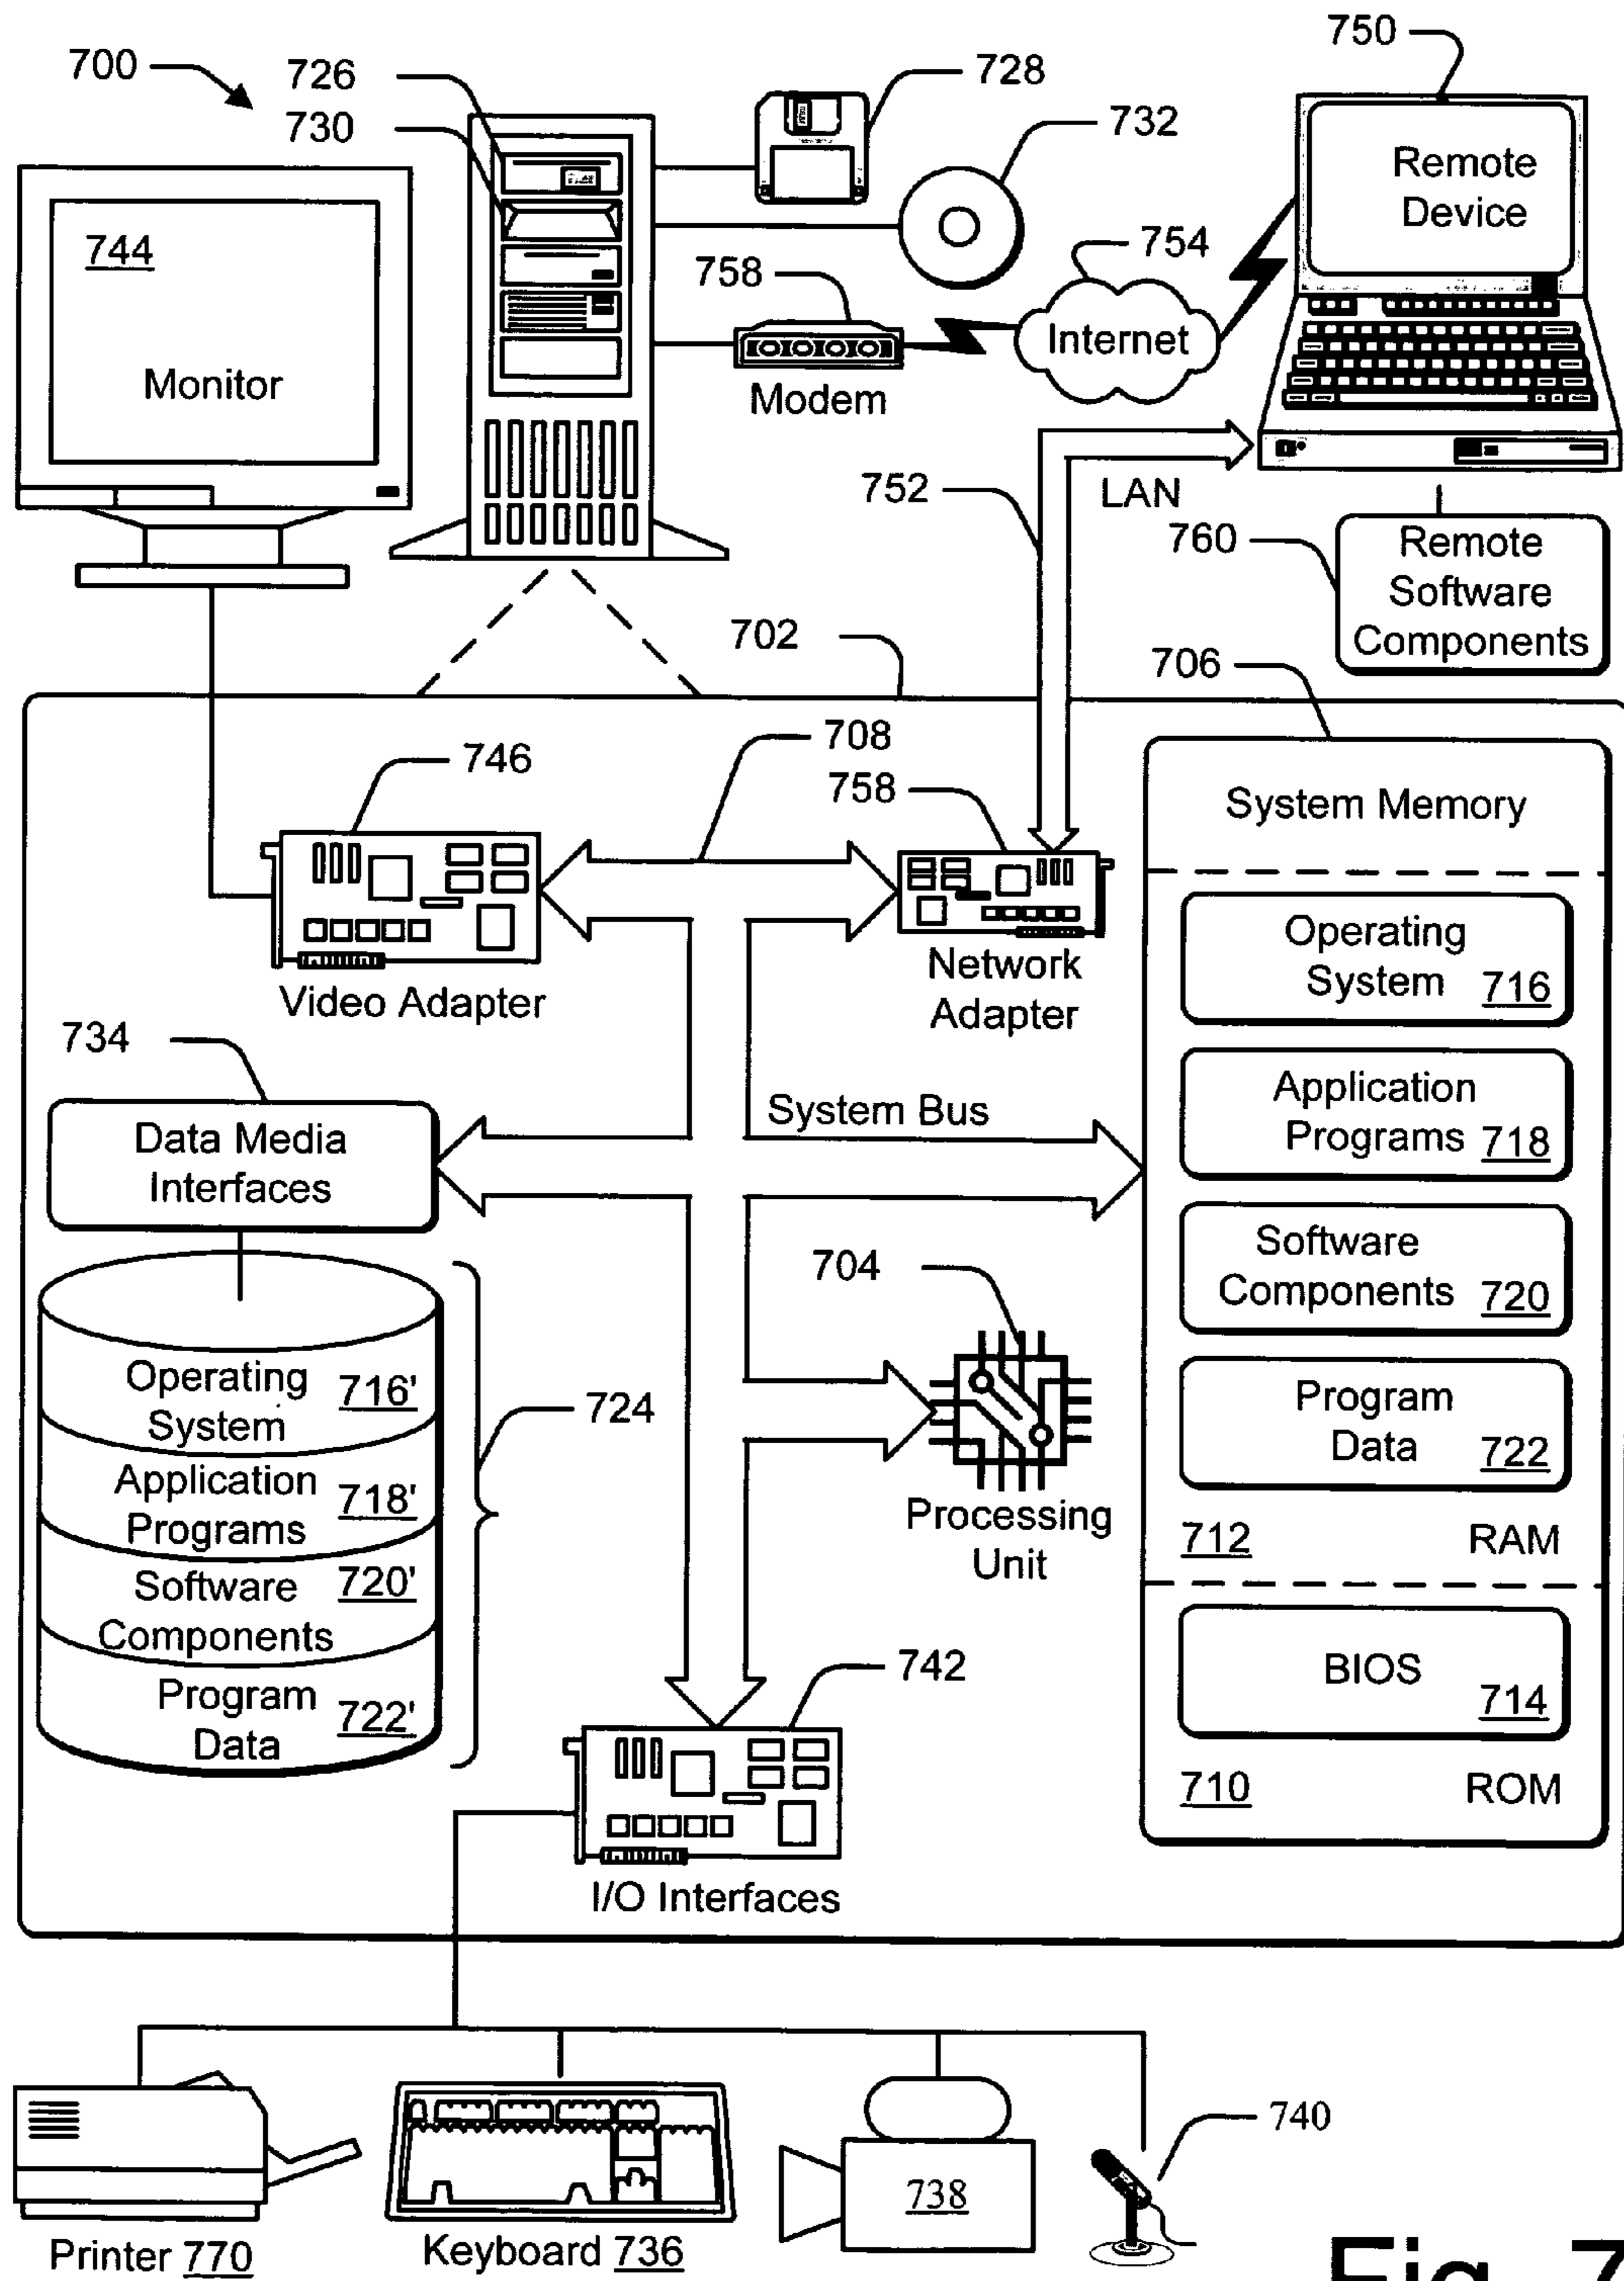 700
726
730
728
732
750
Remote
Device
744
Monitor
758
Modem
754
Internet
752
LAN
760
Remote
Software
Components
702
706
708
746
758
Video Adapter
Network
Adapter
System Memory
Operating
System 716
Application
Programs 718
Software
Components 720
Program
Data 722
712 RAM
BIOS
714
710 ROM
734
Data Media
Interfaces
System Bus
704
Processing
Unit
Operating
System 716'
Application
Programs 718'
Software
Components 720'
Program
Data 722'
724
742
I/O Interfaces
Printer 770
Keyboard 736
738
740
Fig. 7